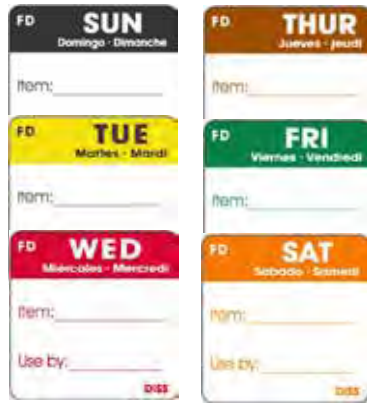 FD SUN
Domingo · Dimanche
Item:
FD TUE
Martes · Mardi
Item:
FD WED
Miercoles · Mercredi
Item:
Use by:
DISS
FD THUR
Jueves · Jeudi
Item:
FD FRI
Viernes · Vendredi
Item:
FD SAT
Sabado · Samedi
Item:
Use by:
DISS